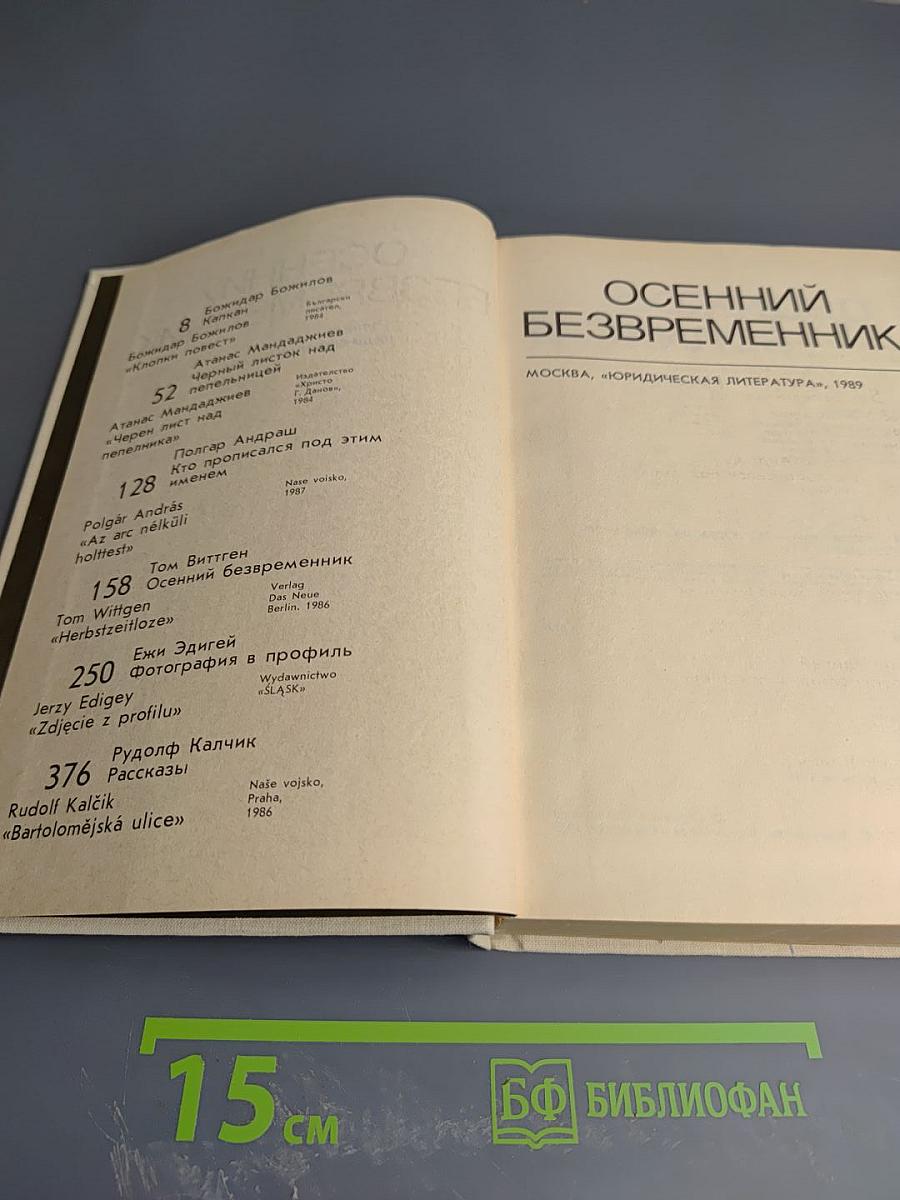 8 Божидар Божилов
Капкан
Божидар Божилов
«Клопки повест»
Български
писател,
1984
52 Атанас Мандаджиев
Черный листок над
пепельницей
Атанас Мандаджиев
«Черен лист над
пепелника»
Издателство
«Христо
Г. Данов»,
1984
128 Полгар Андраш
Кто прописался под этим
именем
Polgár András
«Az arc nélküli
holttest»
Nase voisko,
1987
158 Том Виттген
Осенний безвременник
Tom Wittgen
«Herbstzeitloze»
Verlag
Das Neue
Berlin. 1986
250 Ежи Эдигей
Фотография в профиль
Jerzy Edigey
«Zdjęcie z profilu»
Wydawnictwo
«ŚLĄSK»
376 Рудолф Калчик
Рассказы
Rudolf Kalčik
«Bartolomějská ulice»
Naše vojsko,
Praha,
1986
ОСЕННИЙ
БЕЗВРЕМЕННИК
МОСКВА, «ЮРИДИЧЕСКАЯ ЛИТЕРАТУРА», 1989
15 см
БФ БИБЛИОФАН